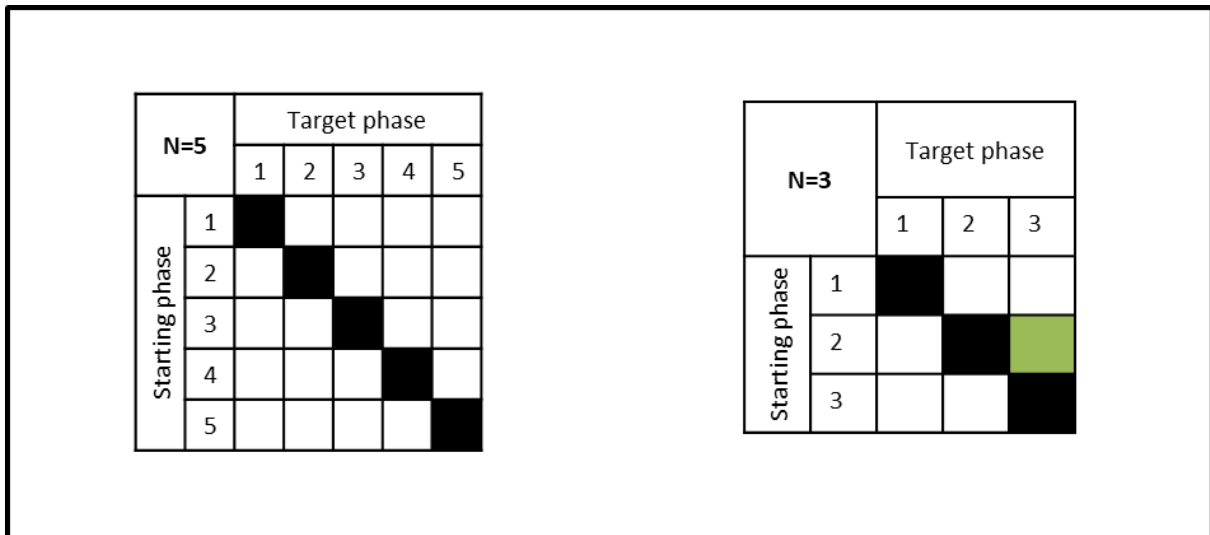 N=5
Target phase
1 2 3 4 5
Starting phase
1
2
3
4
5
N=3
Target phase
1 2 3
Starting phase
1
2
3